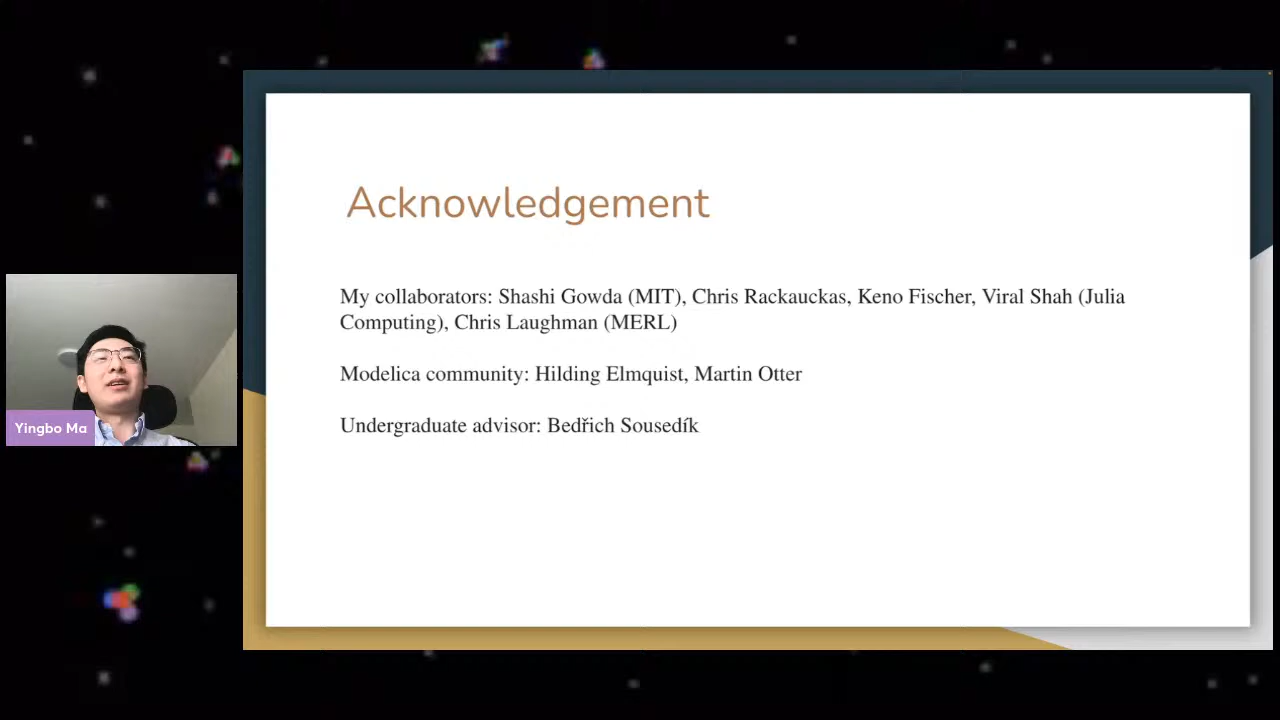 Acknowledgement
My collaborators: Shashi Gowda (MIT), Chris Rackauckas, Keno Fischer, Viral Shah (Julia
Computing), Chris Laughman (MERL)
Modelica community: Hilding Elmquist, Martin Otter
Undergraduate advisor: Bedřich Sousedík
Yingbo Ma